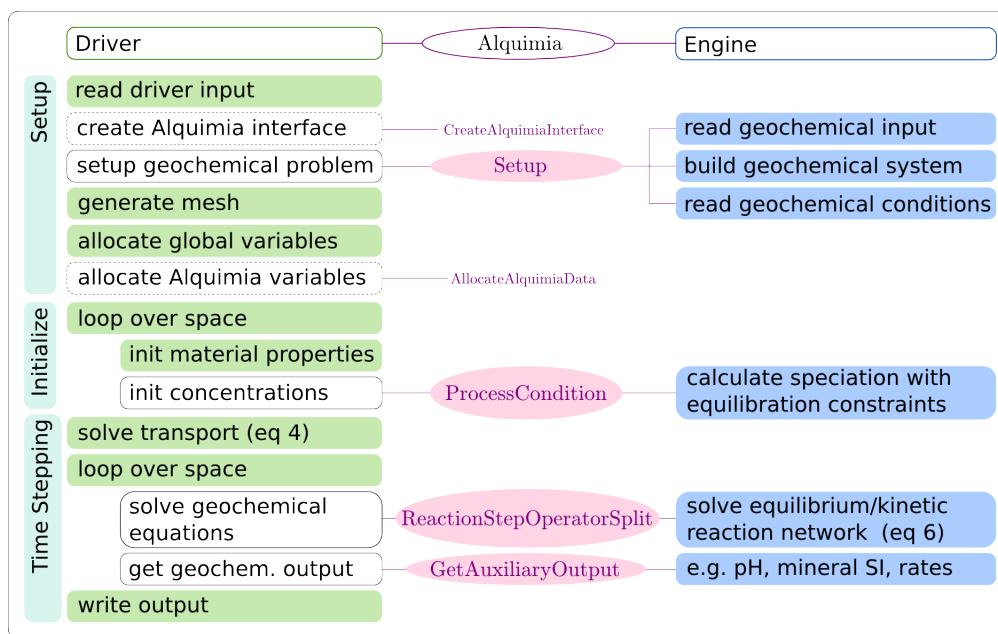 Driver
Alquimia
Engine
Setup
read driver input
create Alquimia interface
CreateAlquimiaInterface
read geochemical input
setup geochemical problem
Setup
build geochemical system
generate mesh
read geochemical conditions
allocate global variables
allocate Alquimia variables
AllocateAlquimiaData
Initialize
loop over space
init material properties
init concentrations
ProcessCondition
calculate speciation with
equilibration constraints
Time Stepping
solve transport (eq 4)
loop over space
solve geochemical
equations
ReactionStepOperatorSplit
solve equilibrium/kinetic
reaction network (eq 6)
get geochem. output
GetAuxiliaryOutput
e.g. pH, mineral SI, rates
write output